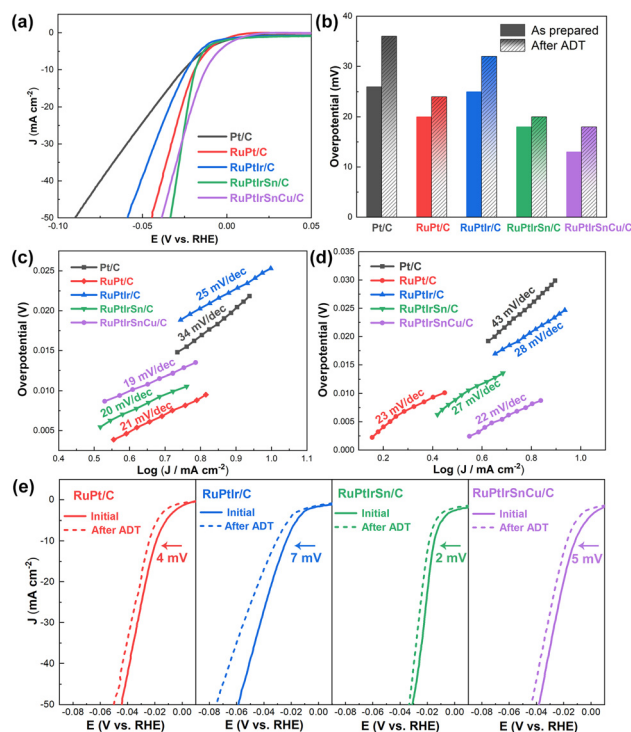 (a)
J (mA cm⁻²)
0
-10
-20
-30
-40
-50
-0.10
-0.05
0.00
0.05
E (V vs. RHE)
Pt/C
RuPt/C
RuPtIr/C
RuPtIrSn/C
RuPtIrSnCu/C
(b)
Overpotential (mV)
40
30
20
10
0
As prepared
After ADT
Pt/C
RuPt/C
RuPtIr/C
RuPtIrSn/C
RuPtIrSnCu/C
(c)
Overpotential (V)
0.025
0.020
0.015
0.010
0.005
0.4
0.6
0.8
1.0
1.2
1.4
Log (J / mA cm⁻²)
Pt/C
RuPt/C
RuPtIr/C
RuPtIrSn/C
RuPtIrSnCu/C
25 mV/dec
34 mV/dec
19 mV/dec
20 mV/dec
21 mV/dec
(d)
Overpotential (V)
0.035
0.030
0.025
0.020
0.015
0.010
0.005
0.000
0.2
0.4
0.6
0.8
1.0
Log (J / mA cm⁻²)
Pt/C
RuPt/C
RuPtIr/C
RuPtIrSn/C
RuPtIrSnCu/C
43 mV/dec
28 mV/dec
23 mV/dec
27 mV/dec
22 mV/dec
(e)
J (mA cm⁻²)
0
-10
-20
-30
-40
-50
RuPt/C
Initial
After ADT
4 mV
-0.08 -0.06 -0.04 -0.02 0.00
E (V vs. RHE)
RuPtIr/C
Initial
After ADT
7 mV
-0.08 -0.06 -0.04 -0.02 0.00
E (V vs. RHE)
RuPtIrSn/C
Initial
After ADT
2 mV
-0.08 -0.06 -0.04 -0.02 0.00
E (V vs. RHE)
RuPtIrSnCu/C
Initial
After ADT
5 mV
-0.08 -0.06 -0.04 -0.02 0.00
E (V vs. RHE)